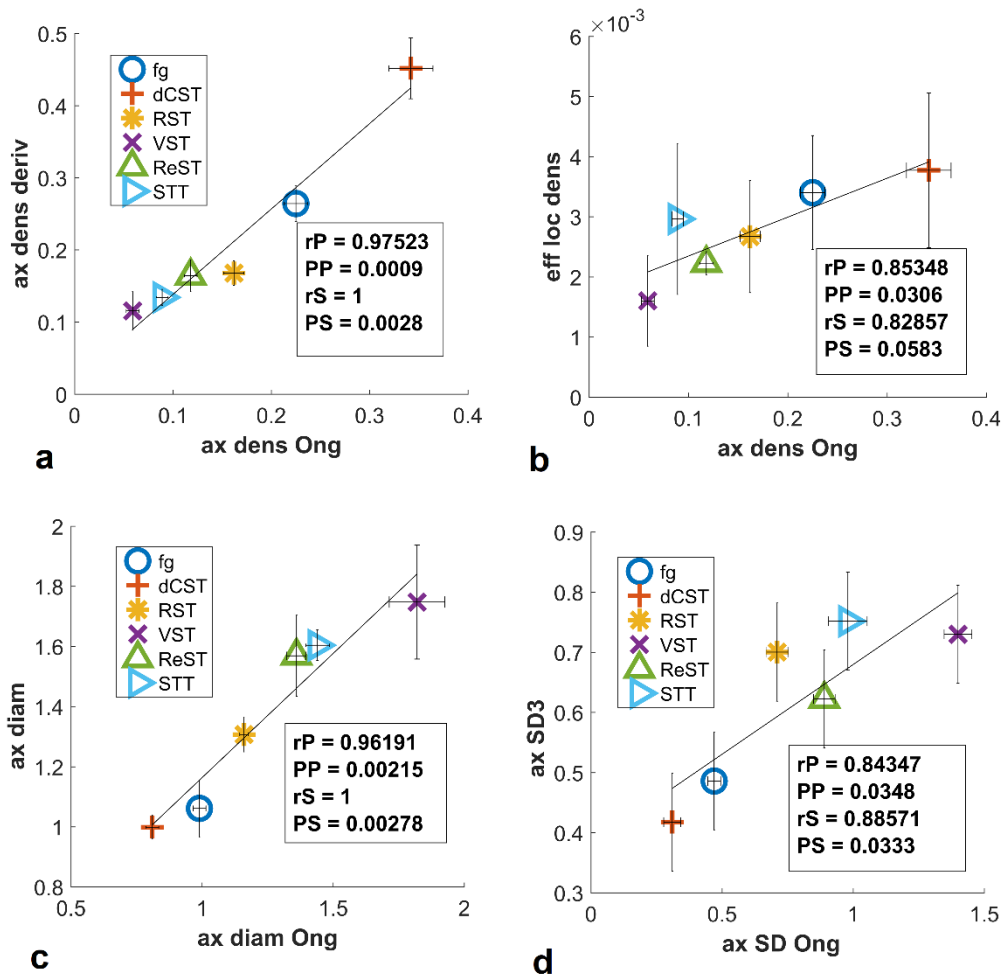 ax dens deriv
0.5
0.4
0.3
0.2
0.1
0
0 0.1 0.2 0.3 0.4
ax dens Ong
fg
dCST
RST
VST
ReST
STT
rP = 0.97523
PP = 0.0009
rS = 1
PS = 0.0028
a
×10-3
eff loc dens
6
5
4
3
2
1
0
0 0.1 0.2 0.3 0.4
ax dens Ong
rP = 0.85348
PP = 0.0306
rS = 0.82857
PS = 0.0583
b
ax diam
2
1.8
1.6
1.4
1.2
1
0.8
0.5 1 1.5 2
ax diam Ong
fg
dCST
RST
VST
ReST
STT
rP = 0.96191
PP = 0.00215
rS = 1
PS = 0.00278
c
ax SD3
0.9
0.8
0.7
0.6
0.5
0.4
0.3
0 0.5 1 1.5
ax SD Ong
fg
dCST
RST
VST
ReST
STT
rP = 0.84347
PP = 0.0348
rS = 0.88571
PS = 0.0333
d